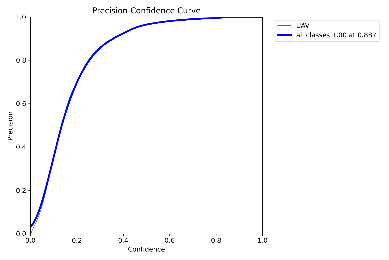 Precision-Confidence Curve
UAV
all classes 1.00 at 0.887
Precision
1.0
0.8
0.6
0.4
0.2
0.0
0.0 0.2 0.4 0.6 0.8 1.0
Confidence